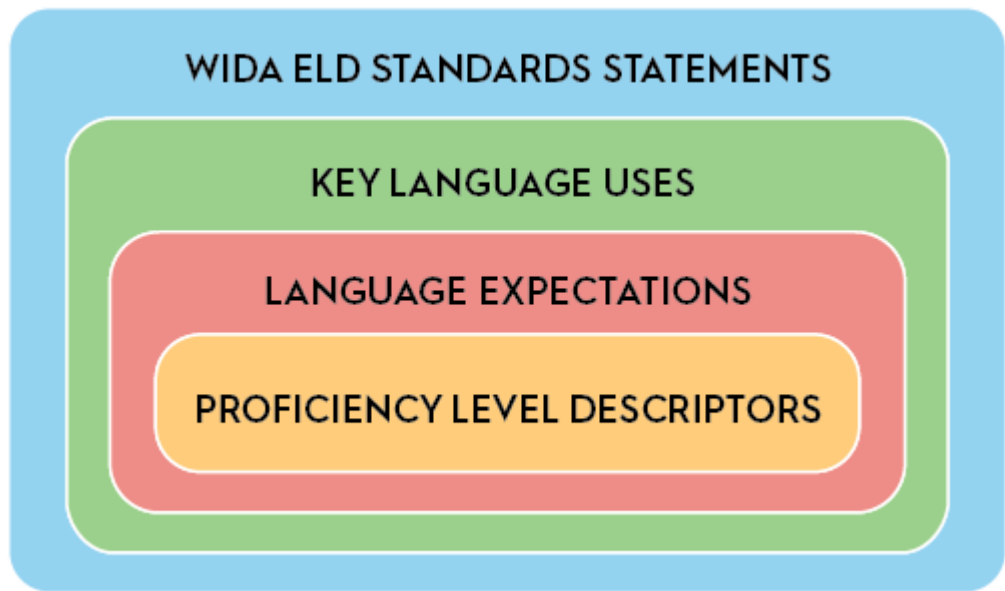 WIDA ELD STANDARDS STATEMENTS
KEY LANGUAGE USES
LANGUAGE EXPECTATIONS
PROFICIENCY LEVEL DESCRIPTORS